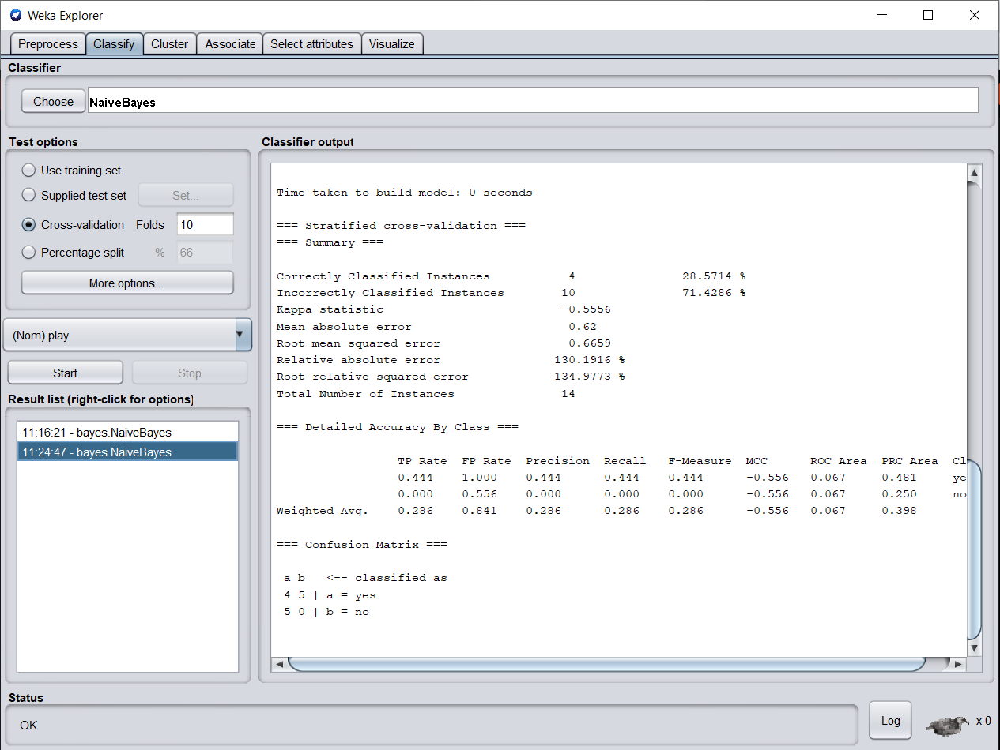 Weka Explorer
Preprocess Classify Cluster Associate Select attributes Visualize
Classifier
Choose NaiveBayes
Test options
Use training set
Supplied test set Set...
Cross-validation Folds 10
Percentage split % 66
More options...
(Nom) play
Start Stop
Result list (right-click for options)
11:16:21 - bayes.NaiveBayes
11:24:47 - bayes.NaiveBayes
Classifier output
Time taken to build model: 0 seconds
=== Stratified cross-validation ===
=== Summary ===
Correctly Classified Instances 4 28.5714 %
Incorrectly Classified Instances 10 71.4286 %
Kappa statistic -0.5556
Mean absolute error 0.62
Root mean squared error 0.6659
Relative absolute error 130.1916 %
Root relative squared error 134.9773 %
Total Number of Instances 14
=== Detailed Accuracy By Class ===
TP Rate FP Rate Precision Recall F-Measure MCC ROC Area PRC Area Cl
0.444 1.000 0.444 0.444 0.444 -0.556 0.067 0.481 ye
0.000 0.556 0.000 0.000 0.000 -0.556 0.067 0.250 no
Weighted Avg. 0.286 0.841 0.286 0.286 0.286 -0.556 0.067 0.398
=== Confusion Matrix ===
a b <-- classified as
4 5 | a = yes
5 0 | b = no
Status
OK
Log x 0